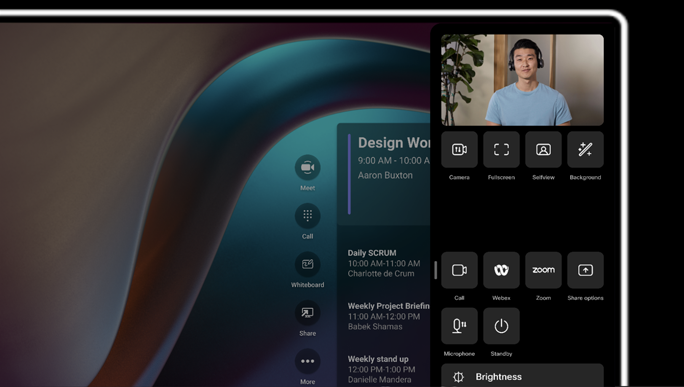 Design Wor
9:00 AM - 10:00 A
Aaron Buxton
Meet
Call
Whiteboard
Share
More
Daily SCRUM
10:00 AM-11:00 AM
Charlotte de Crum
Weekly Project Briefin
11:00 AM-12:00 PM
Babek Shamas
Weekly stand up
12:00 PM-1:00 PM
Danielle Mandera
Camera
Fullscreen
Selfview
Background
zoom
Call
Webex
Zoom
Share options
Microphone
Standby
Brightness